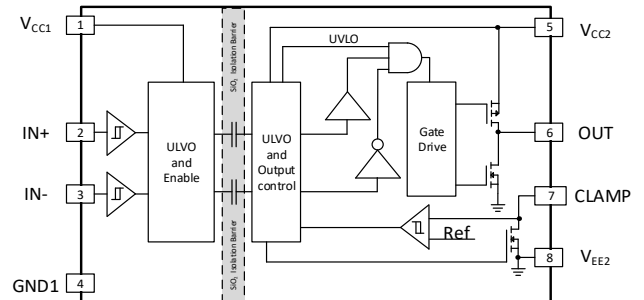 VCC1
1
IN+
2
IN-
3
GND1
4
ULVO
and
Enable
SiO2 Isolation Barrier
SiO2 Isolation Barrier
ULVO
and
Output
control
UVLO
Gate
Drive
Ref
5
VCC2
6
OUT
7
CLAMP
8
VEE2